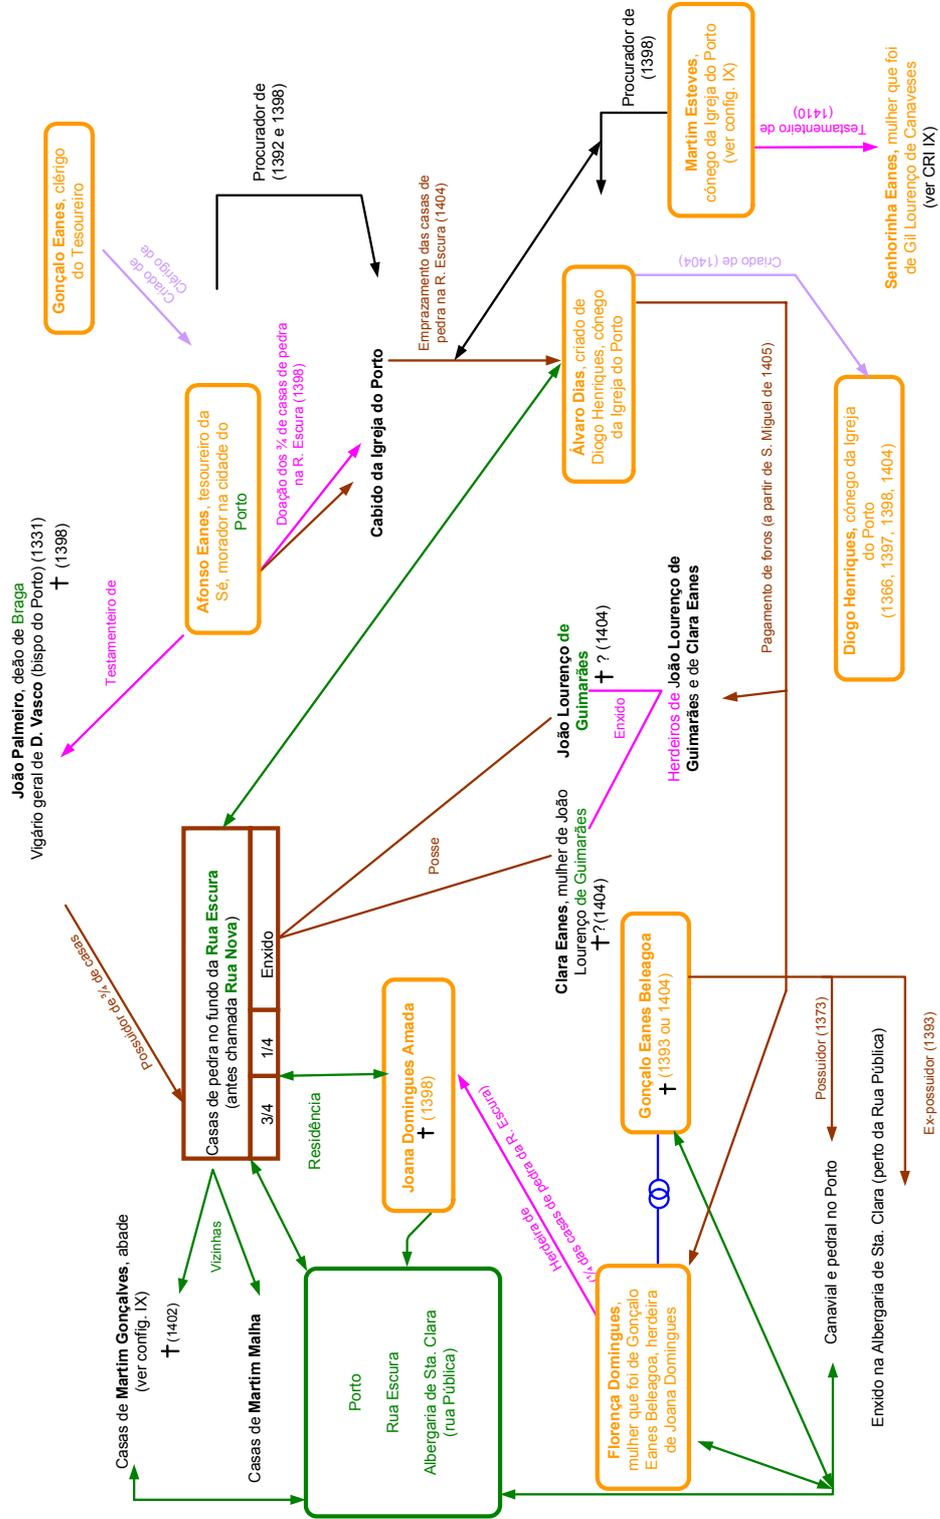 João Palmeiro, deão de Braga
Vigário geral de D. Vasco (bispo do Porto) (1331)
✝ (1398)
Gonçalo Eanes, clérigo
do Tesoureiro
Criado de
Clérigo de
Procurador de
(1392 e 1398)
Testamenteiro de
Afonso Eanes, tesoureiro da
Sé, morador na cidade do
Porto
Doação dos ¾ de casas de pedra
na R. Escura (1398)
Cabido da Igreja do Porto
Emprazamento das casas de
pedra na R. Escura (1404)
Procurador de
(1398)
Martim Esteves,
cónego da Igreja do Porto
(ver config. IX)
Testamenteiro de
(1410)
Senhorinha Eanes, mulher que foi
de Gil Lourenço de Canaveses
(ver CRI IX)
Álvaro Dias, criado de
Diogo Henriques, cónego
da Igreja do Porto
Criado de (1404)
Diogo Henriques, cónego da Igreja
do Porto
(1366, 1397, 1398, 1404)
Pagamento de foros (a partir de S. Miguel de 1405)
Possuidor de ¾ de casas
Casas de pedra no fundo da Rua Escura
(antes chamada Rua Nova)
3/4
1/4
Enxido
Posse
João Lourenço de
Guimarães
✝ ? (1404)
Enxido
Clara Eanes, mulher de João
Lourenço de Guimarães
✝?(1404)
Herdeiros de João Lourenço de
Guimarães e de Clara Eanes
Casas de Martim Gonçalves, abade
(ver config. IX)
✝(1402)
Vizinhas
Casas de Martim Malha
Residência
Joana Domingues Amada
✝ (1398)
Porto
Rua Escura
Albergaria de Sta. Clara
(rua Pública)
Herdeira de
(¼ das casas de pedra da R. Escura)
Gonçalo Eanes Beleagoa
✝ (1393 ou 1404)
Florença Domingues,
mulher que foi de Gonçalo
Eanes Beleagoa, herdeira
de Joana Domingues
Possuidor (1373)
Canavial e pedral no Porto
Enxido na Albergaria de Sta. Clara (perto da Rua Pública)
Ex-possuidor (1393)